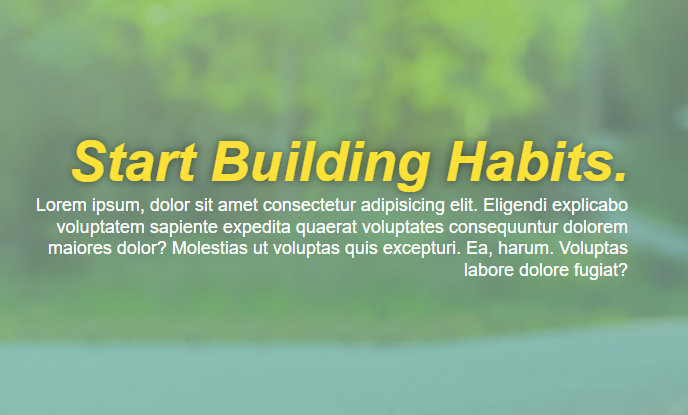 Start Building Habits.
Lorem ipsum, dolor sit amet consectetur adipisicing elit. Eligendi explicabo
voluptatem sapiente expedita quaerat voluptates consequuntur dolorem
maiores dolor? Molestias ut voluptas quis excepturi. Ea, harum. Voluptas
labore dolore fugiat?